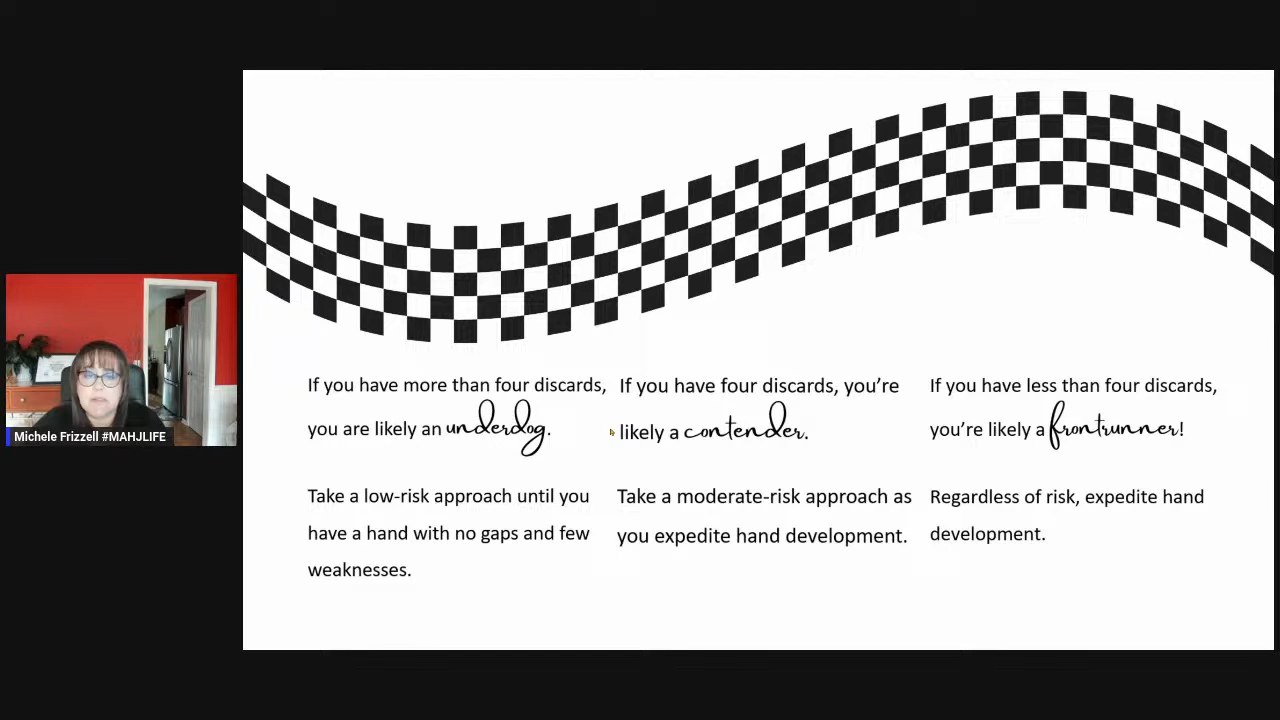 If you have more than four discards,
you are likely an underdog.
Take a low-risk approach until you
have a hand with no gaps and few
weaknesses.
If you have four discards, you’re
likely a contender.
Take a moderate-risk approach as
you expedite hand development.
If you have less than four discards,
you’re likely a frontrunner!
Regardless of risk, expedite hand
development.
Michele Frizzell #MAHJLIFE